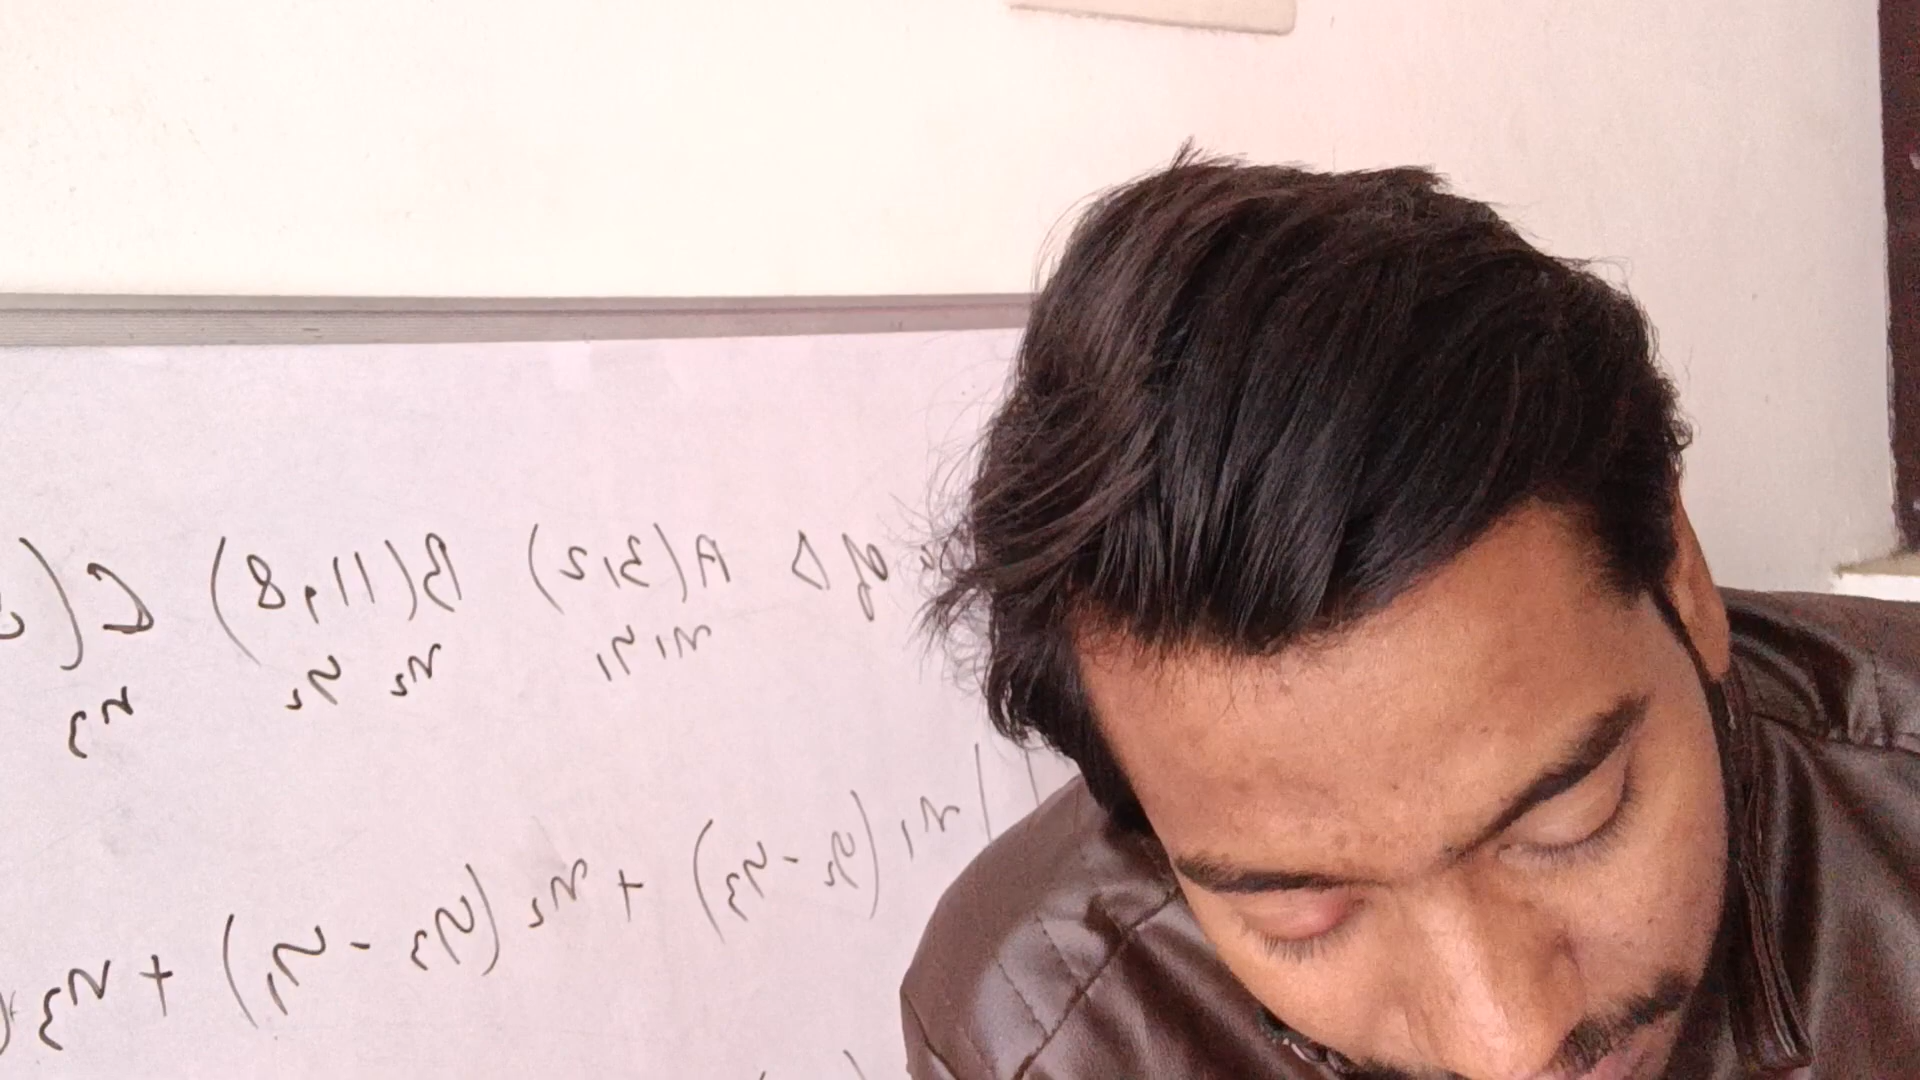 of Δ A(3,2) B(11,8) C(
x1 y1 x2 y2 x3
x1 (y2 - y3) + x2 (y3 - y1) + x3